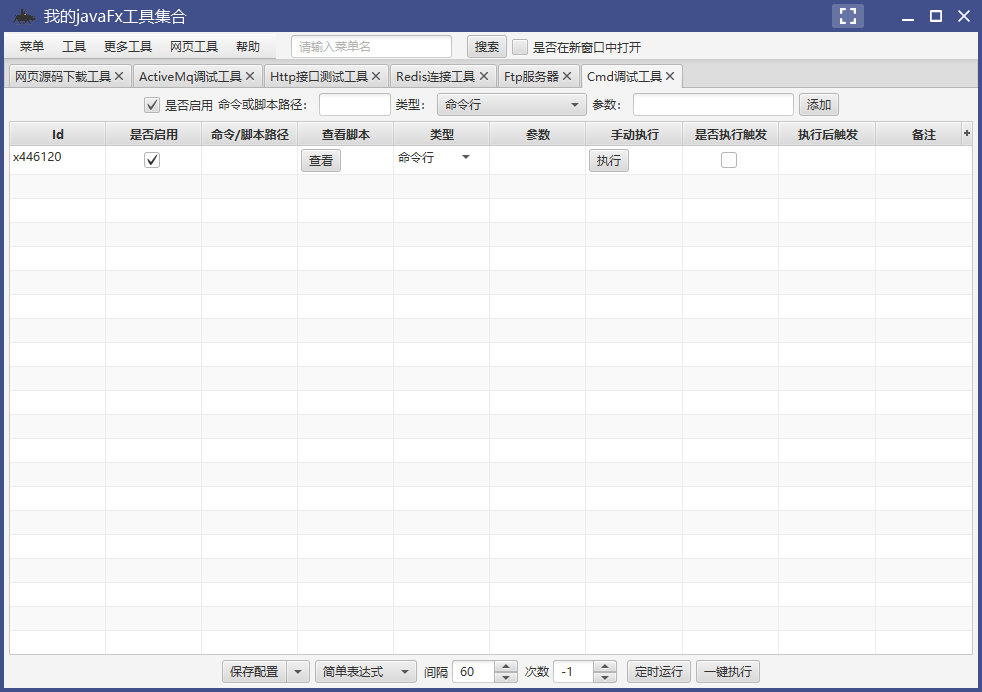 我的javaFx工具集合
菜单 工具 更多工具 网页工具 帮助 请输入菜单名 搜索 是否在新窗口中打开
网页源码下载工具 ActiveMq调试工具 Http接口测试工具 Redis连接工具 Ftp服务器 Cmd调试工具
是否启用 命令或脚本路径: 类型: 命令行 参数: 添加
Id 是否启用 命令/脚本路径 查看脚本 类型 参数 手动执行 是否执行触发 执行后触发 备注 +
x446120 查看 命令行 执行
保存配置 简单表达式 间隔 60 次数 -1 定时运行 一键执行